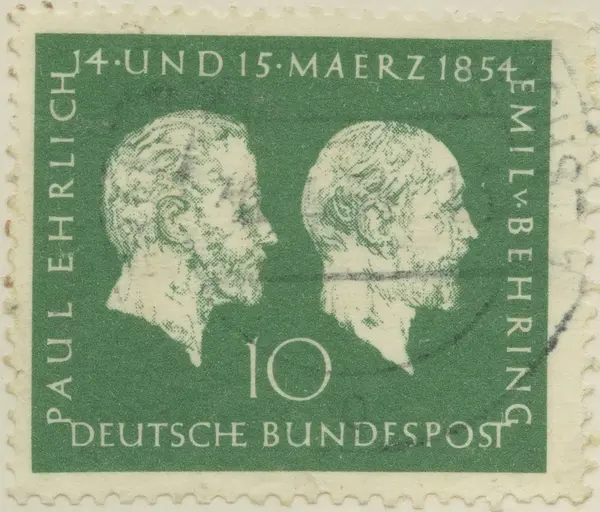 14·UND 15·MAERZ 1854
PAUL EHRLICH
EMIL v. BEHRING
10
DEUTSCHE BUNDESPOST